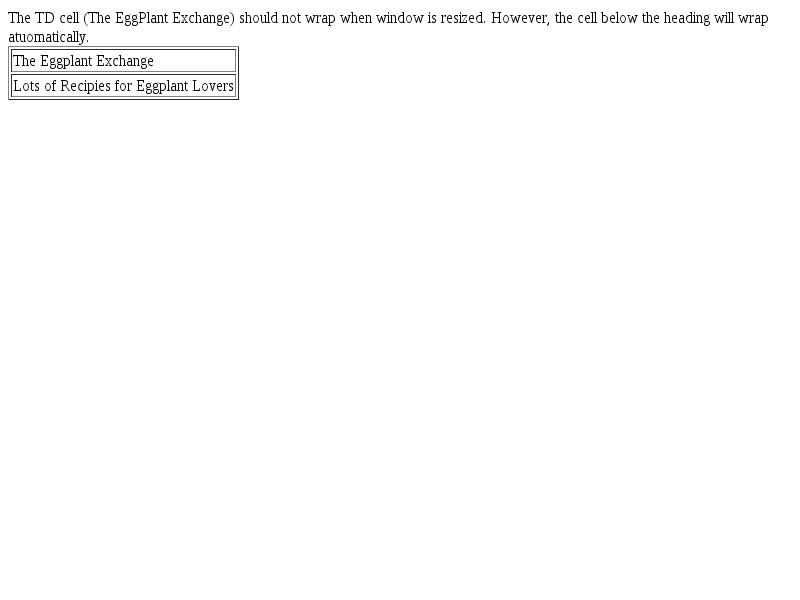 The TD cell (The EggPlant Exchange) should not wrap when window is resized. However, the cell below the heading will wrap
atuomatically.
The Eggplant Exchange
Lots of Recipies for Eggplant Lovers